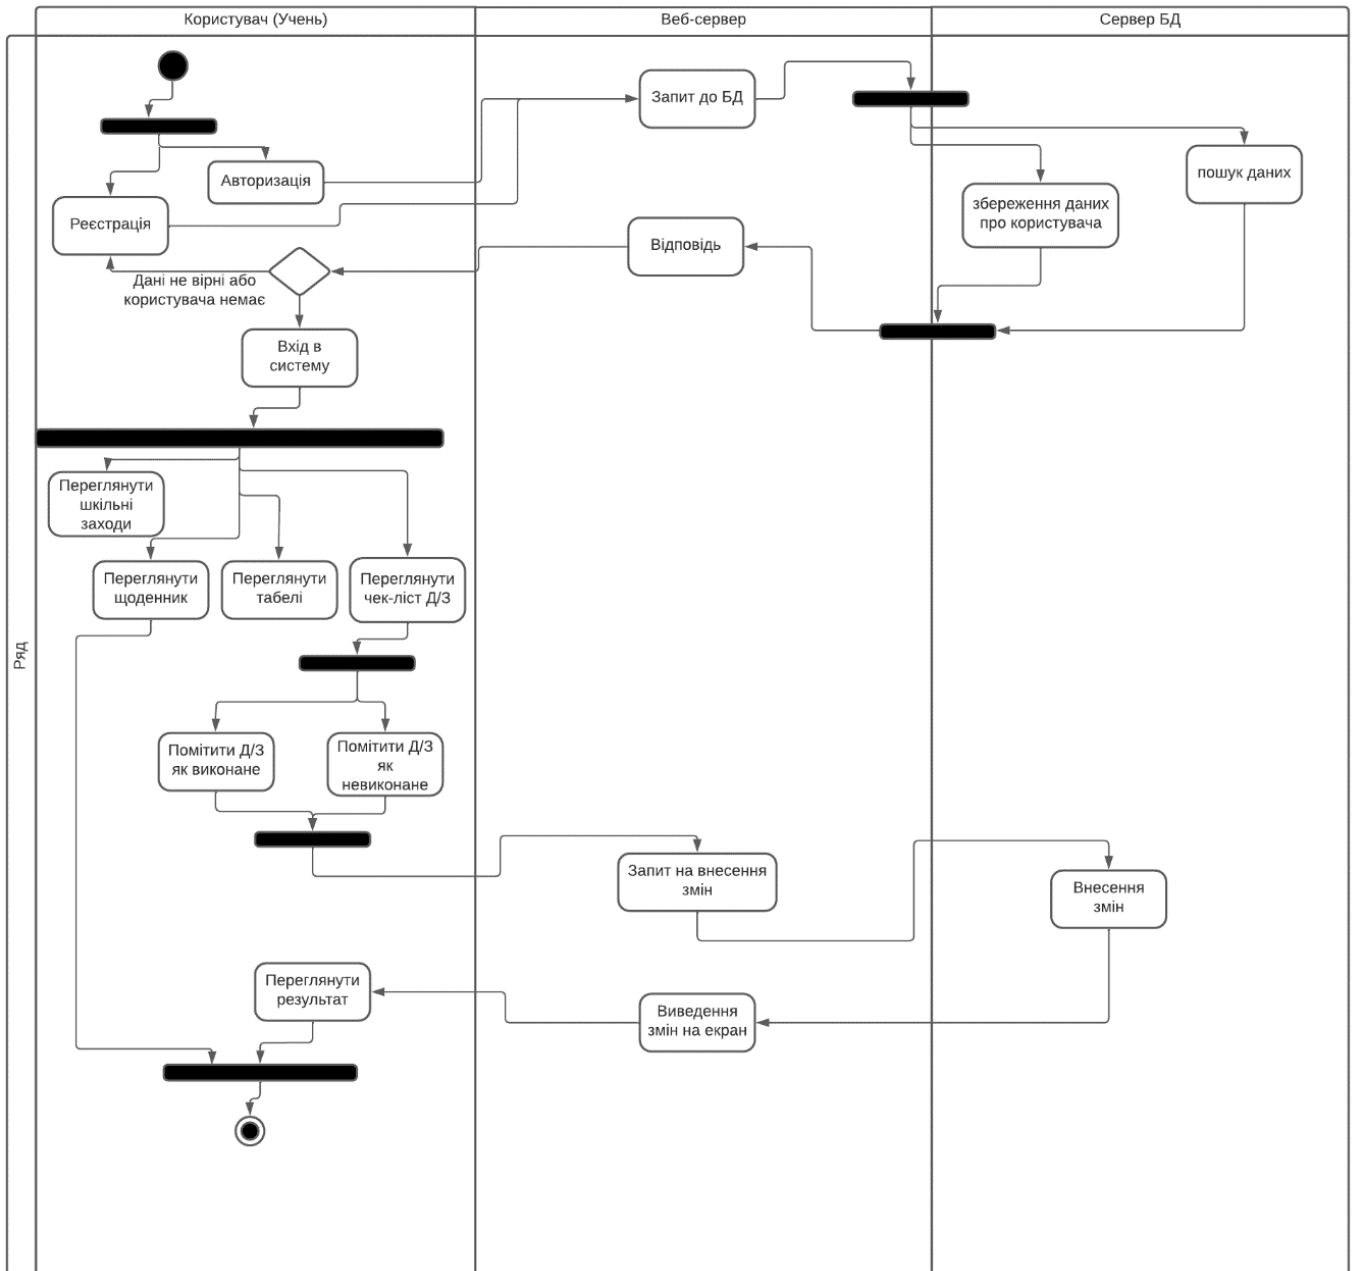 Користувач (Учень)
Веб-сервер
Сервер БД
Ряд
Запит до БД
Авторизація
Реєстрація
пошук даних
збереження даних
про користувача
Відповідь
Дані не вірні або
користувача немає
Вхід в
систему
Переглянути
шкільні
заходи
Переглянути
щоденник
Переглянути
табелі
Переглянути
чек-ліст Д/З
Помітити Д/З
як виконане
Помітити Д/З
як
невиконане
Запит на внесення
змін
Внесення
змін
Переглянути
результат
Виведення
змін на екран